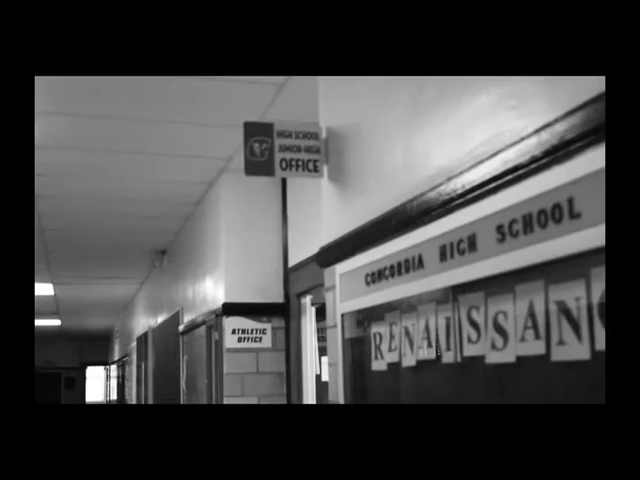 HIGH SCHOOL
JUNIOR-HIGH
OFFICE
ATHLETIC
OFFICE
CONCORDIA HIGH SCHOOL
RENAISSANC